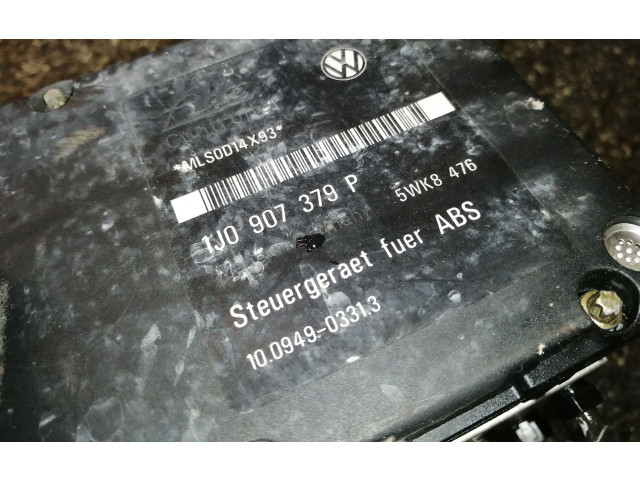 *MLS0D14X93*
1J0 907 379 P 5WK8 476
Steuergeraet fuer ABS
10.0949-0331.3